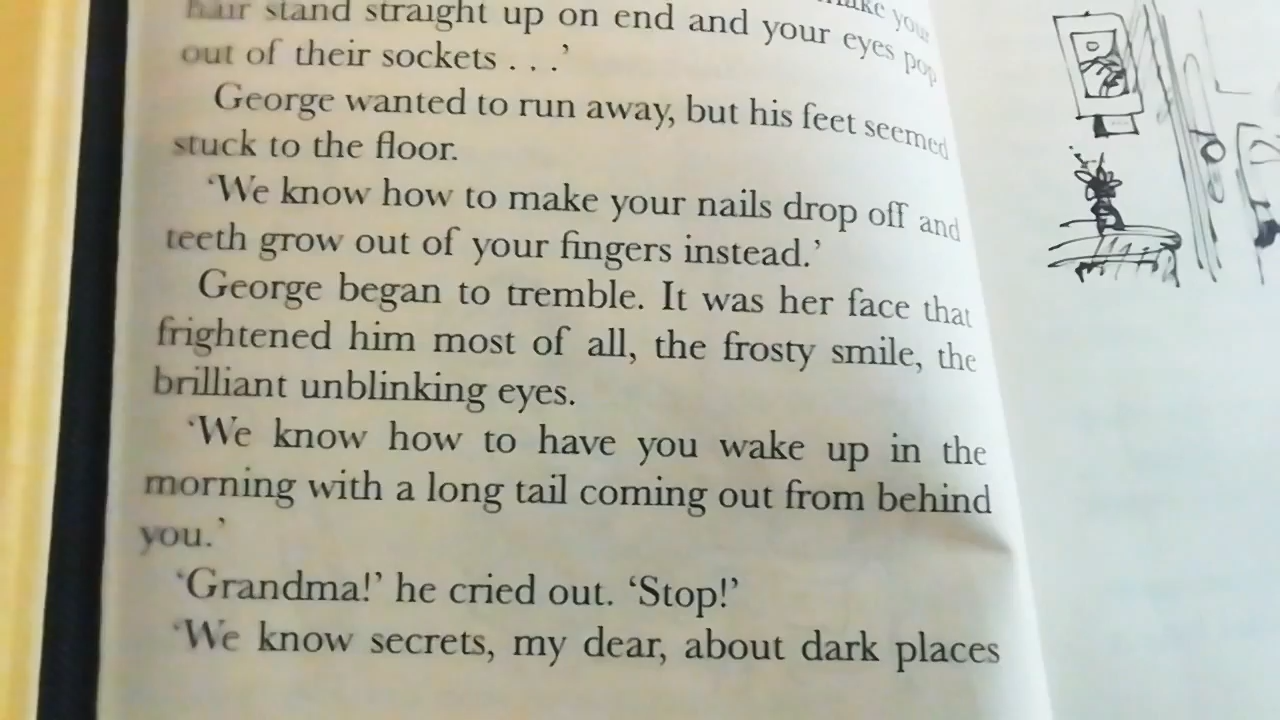 make your
hair stand straight up on end and your eyes pop
out of their sockets . . .’
George wanted to run away, but his feet seemed
stuck to the floor.
‘We know how to make your nails drop off and
teeth grow out of your fingers instead.’
George began to tremble. It was her face that
frightened him most of all, the frosty smile, the
brilliant unblinking eyes.
‘We know how to have you wake up in the
morning with a long tail coming out from behind
you.’
‘Grandma!’ he cried out. ‘Stop!’
‘We know secrets, my dear, about dark places